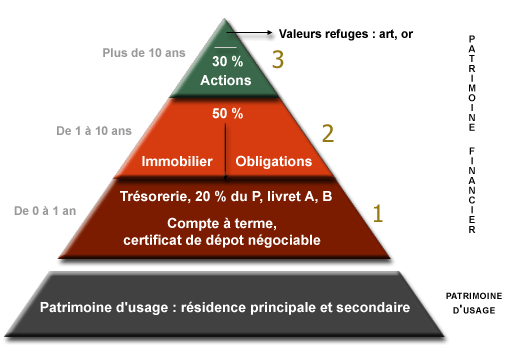 Valeurs refuges : art, or
Plus de 10 ans
30 %
Actions
3
50 %
De 1 à 10 ans
Immobilier
Obligations
2
Trésorerie, 20 % du P, livret A, B
De 0 à 1 an
Compte à terme,
certificat de dépot négociable
1
PATRIMOINE FINANCIER
Patrimoine d'usage : résidence principale et secondaire
PATRIMOINE
D'USAGE